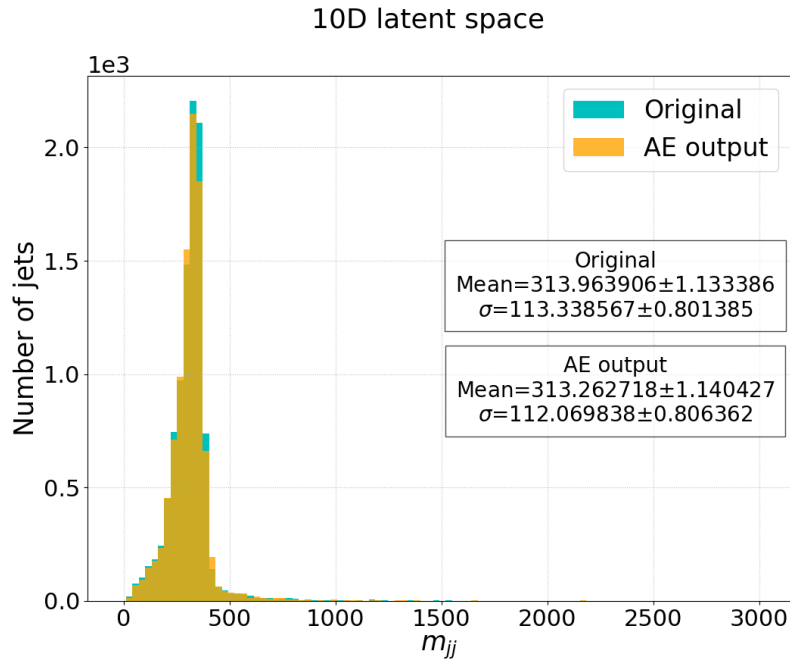 10D latent space
1e3
Original
AE output
2.0
1.5
1.0
0.5
0.0
Number of jets
Original
Mean=313.963906±1.133386
σ=113.338567±0.801385
AE output
Mean=313.262718±1.140427
σ=112.069838±0.806362
0 500 1000 1500 2000 2500 3000
m_{jj}